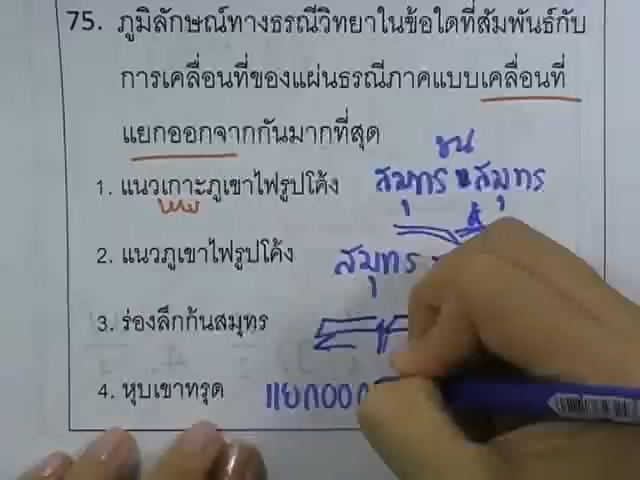 75. ภูมิลักษณ์ทางธรณีวิทยาในข้อใดที่สัมพันธ์กับ
การเคลื่อนที่ของแผ่นธรณีภาคแบบเคลื่อนที่
แยกออกจากกันมากที่สุด
ชน
1. แนวเกาะภูเขาไฟรูปโค้ง สมุทร สมุทร
2. แนวภูเขาไฟรูปโค้ง สมุทร
3. ร่องลึกก้นสมุทร
4. หุบเขาทรุด แยกออก